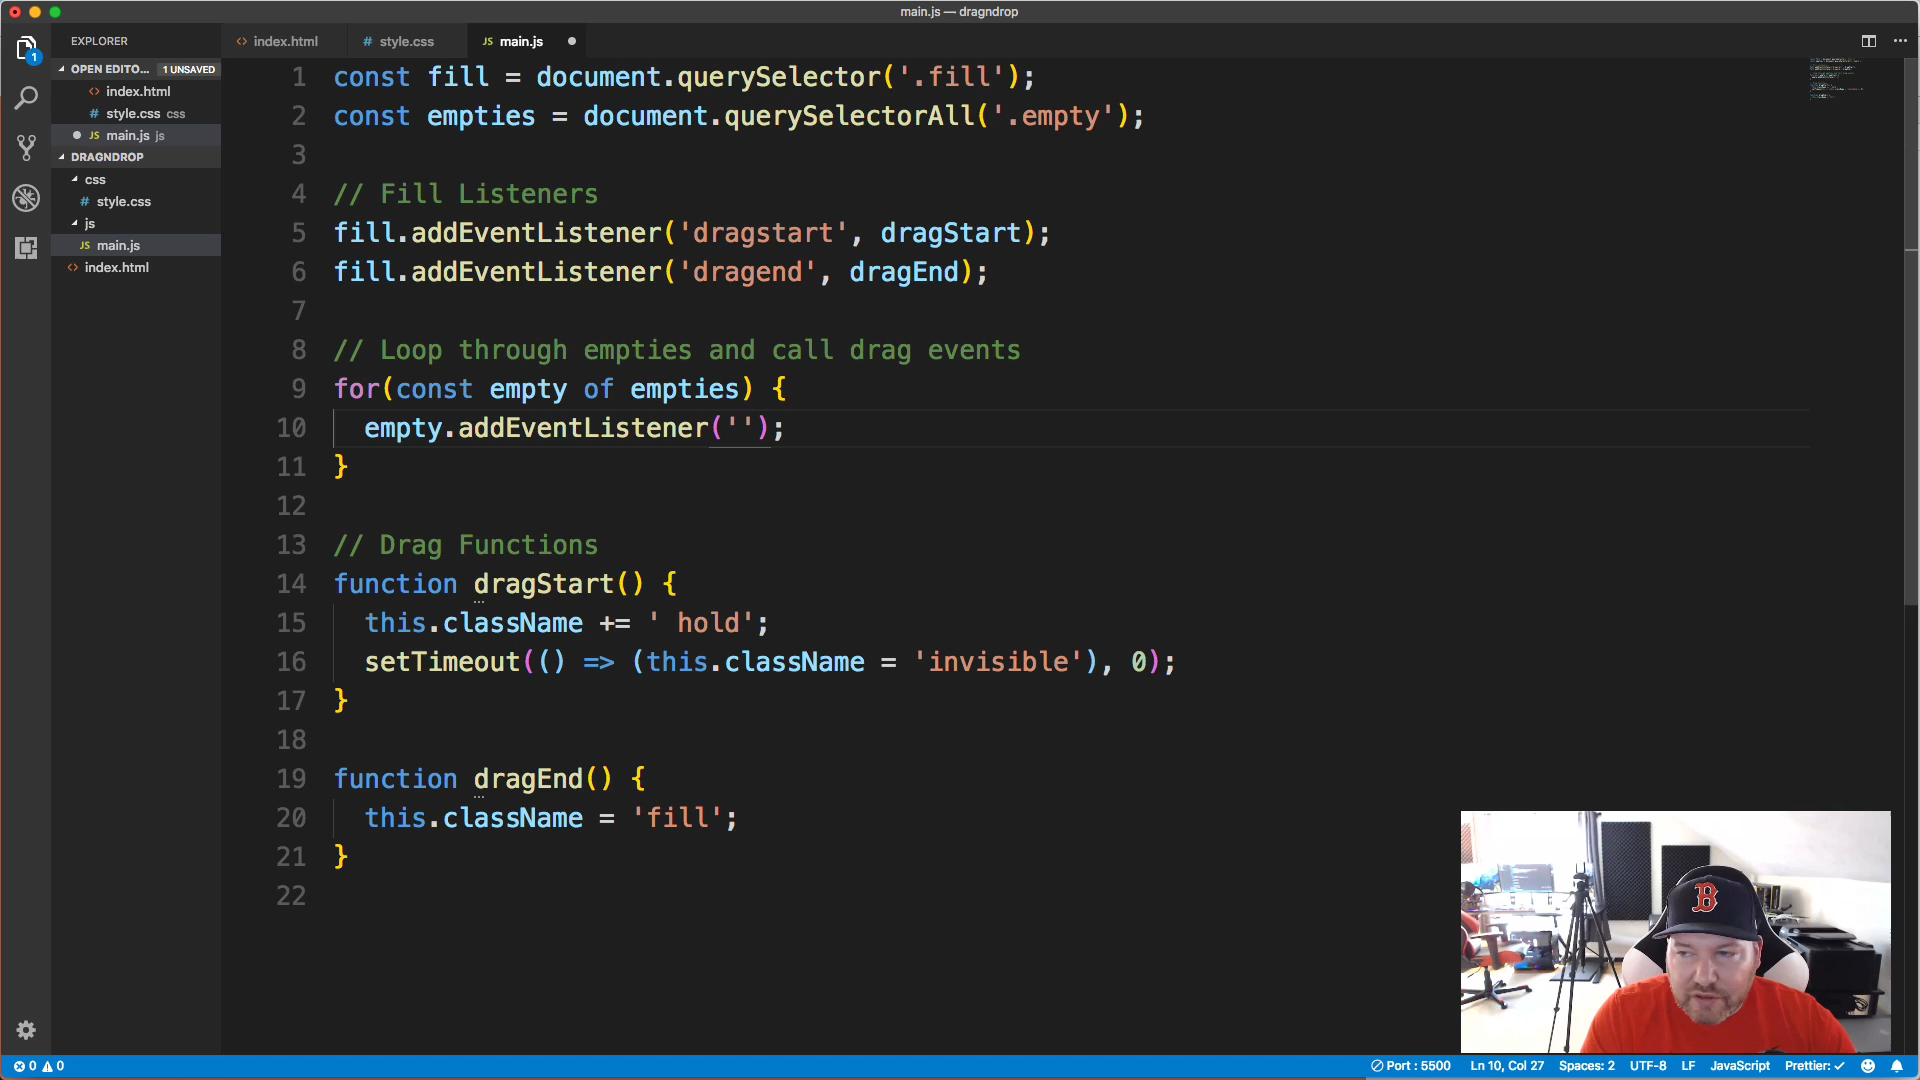 main.js — dragndrop
EXPLORER
OPEN EDITO... 1 UNSAVED
index.html
style.css css
main.js js
DRAGNDROP
css
style.css
js
main.js
index.html
1
index.html
style.css
main.js
1 const fill = document.querySelector('.fill');
2 const empties = document.querySelectorAll('.empty');
3
4 // Fill Listeners
5 fill.addEventListener('dragstart', dragStart);
6 fill.addEventListener('dragend', dragEnd);
7
8 // Loop through empties and call drag events
9 for(const empty of empties) {
10 empty.addEventListener('');
11 }
12
13 // Drag Functions
14 function dragStart() {
15 this.className += ' hold';
16 setTimeout(() => (this.className = 'invisible'), 0);
17 }
18
19 function dragEnd() {
20 this.className = 'fill';
21 }
22
B
0 0
Port : 5500 Ln 10, Col 27 Spaces: 2 UTF-8 LF JavaScript Prettier: ✓